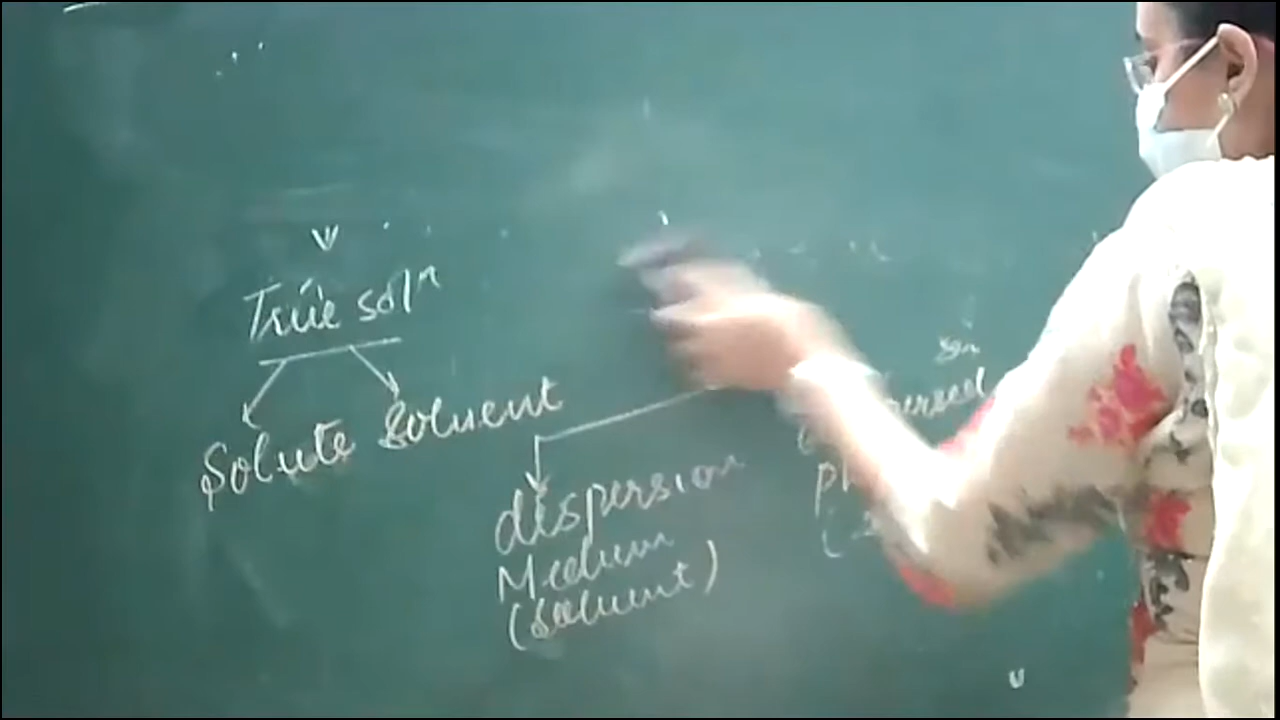 True soln
Solute Solvent
dispersion
Medium
(Solvent)